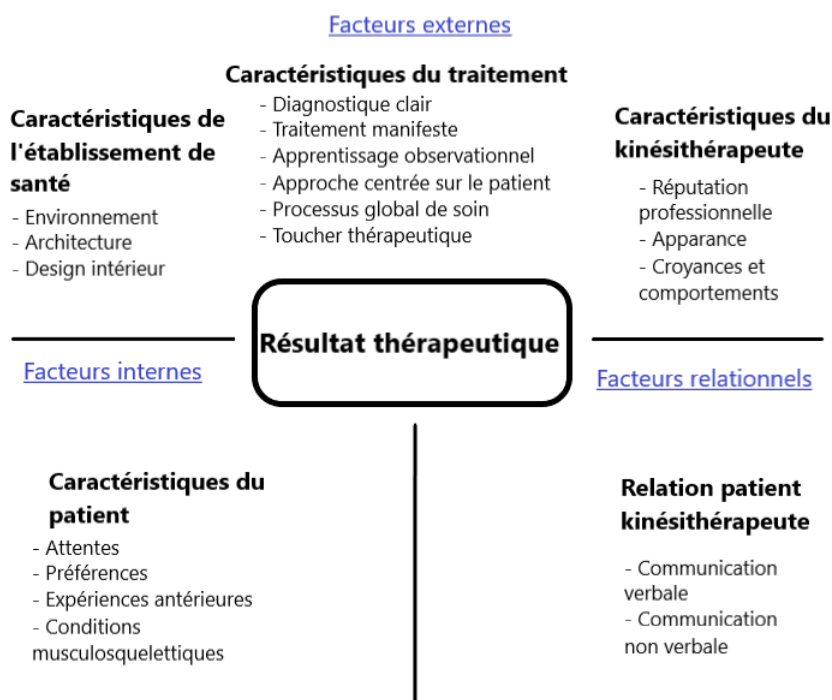 Facteurs externes
Caractéristiques du traitement
- Diagnostique clair
- Traitement manifeste
- Apprentissage observationnel
- Approche centrée sur le patient
- Processus global de soin
- Toucher thérapeutique
Caractéristiques de
l'établissement de
santé
- Environnement
- Architecture
- Design intérieur
Caractéristiques du
kinésithérapeute
- Réputation
professionnelle
- Apparance
- Croyances et
comportements
Résultat thérapeutique
Facteurs internes
Facteurs relationnels
Caractéristiques du
patient
- Attentes
- Préférences
- Expériences antérieures
- Conditions
musculosquelettiques
Relation patient
kinésithérapeute
- Communication
verbale
- Communication
non verbale